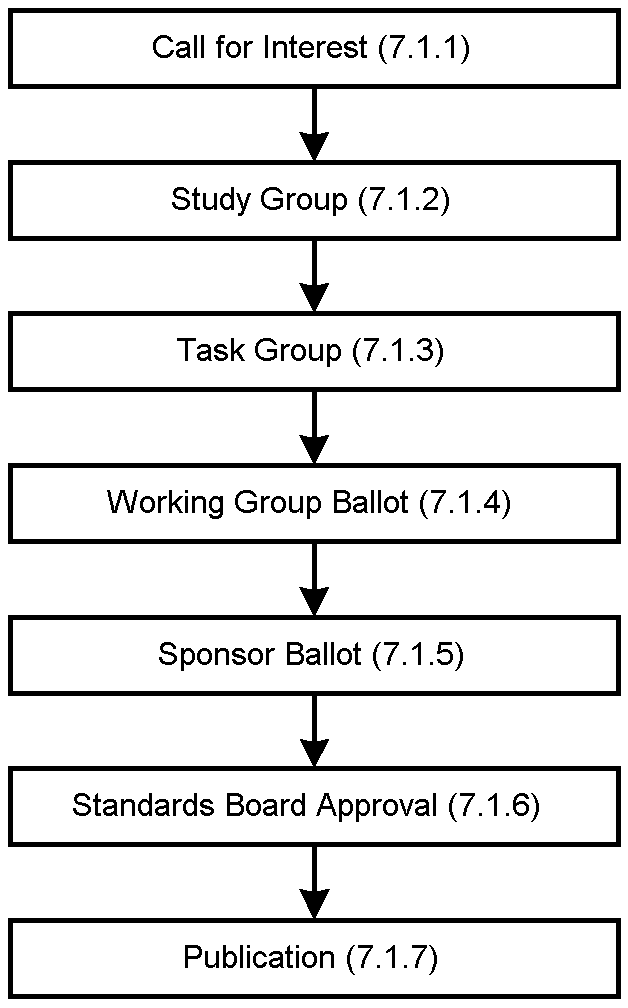 Call for Interest (7.1.1)
Study Group (7.1.2)
Task Group (7.1.3)
Working Group Ballot (7.1.4)
Sponsor Ballot (7.1.5)
Standards Board Approval (7.1.6)
Publication (7.1.7)